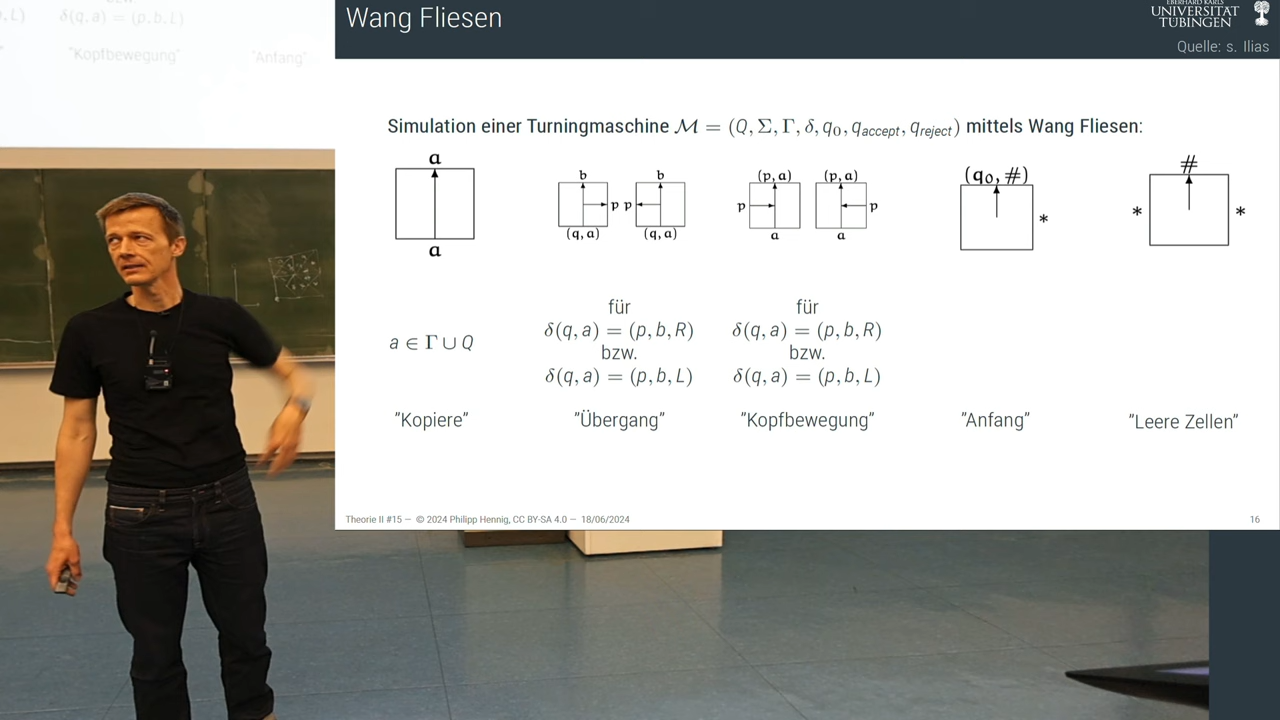 , L)
δ(q, a) = (p, b, L)
"Kopfbewegung"
"Anfang"
Wang Fliesen
EBERHARD KARLS
UNIVERSITÄT
TÜBINGEN
Quelle: s. Ilias
Simulation einer Turningmaschine ℳ = (Q, Σ, Γ, δ, q₀, q_accept, q_reject) mittels Wang Fliesen:
a
a
b
p
(q, a)
b
p
(q, a)
(p, a)
p
a
(p, a)
p
a
(q₀, #)
*
#
*
*
a ∈ Γ ∪ Q
für
δ(q, a) = (p, b, R)
bzw.
δ(q, a) = (p, b, L)
für
δ(q, a) = (p, b, R)
bzw.
δ(q, a) = (p, b, L)
"Kopiere"
"Übergang"
"Kopfbewegung"
"Anfang"
"Leere Zellen"
Theorie II #15 — © 2024 Philipp Hennig, CC BY-SA 4.0 — 18/06/2024
16